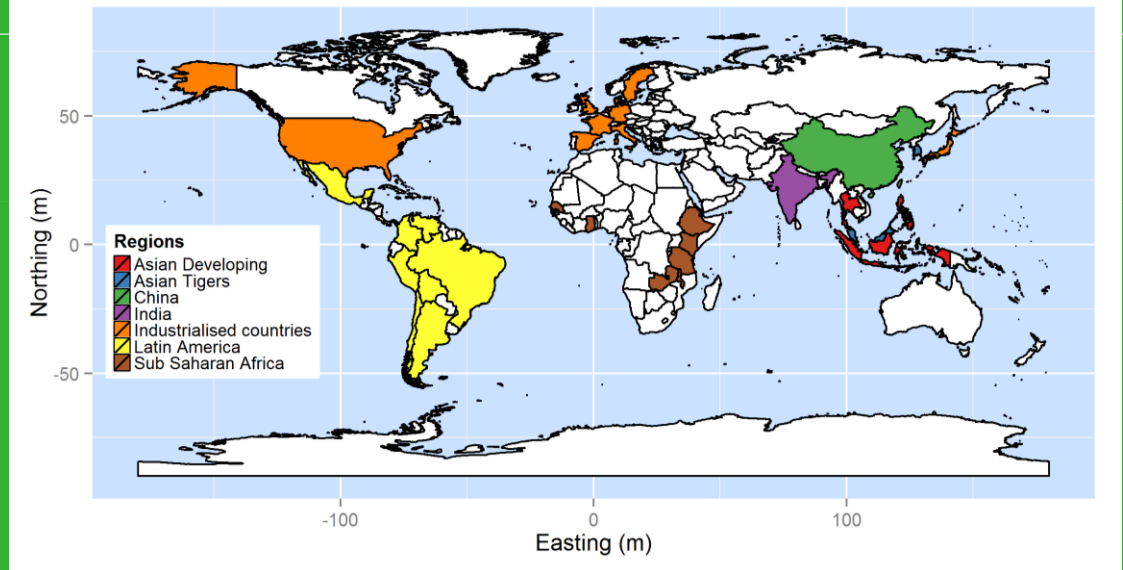 Northing (m)
50
0
-50
Regions
Asian Developing
Asian Tigers
China
India
Industrialised countries
Latin America
Sub Saharan Africa
-100
0
100
Easting (m)